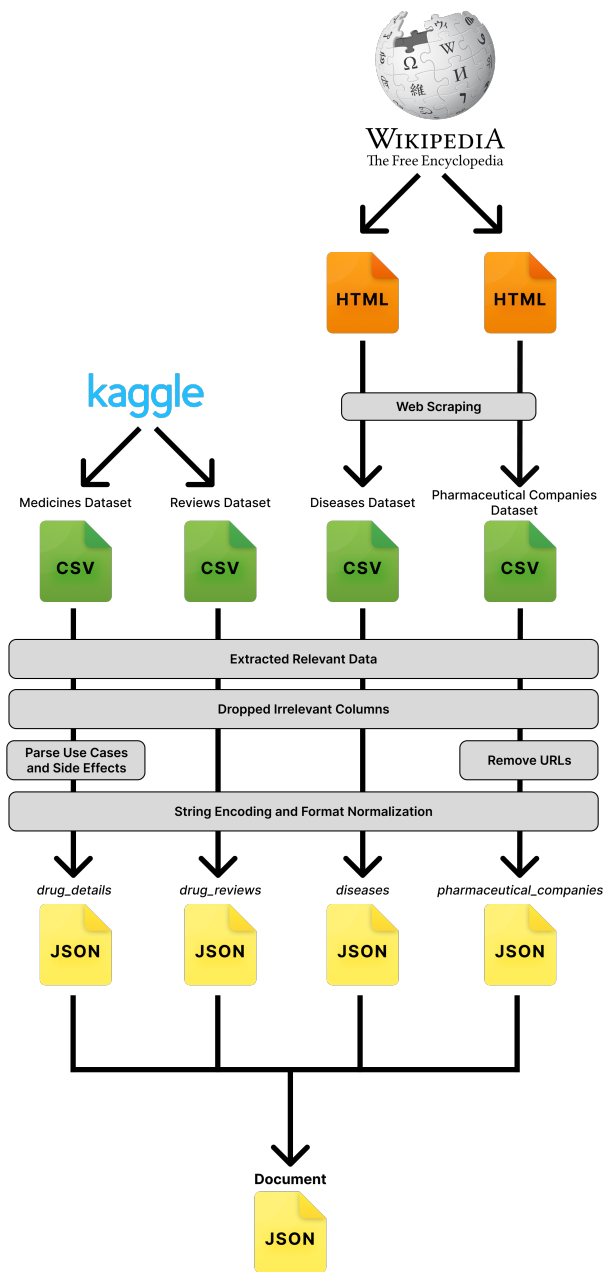 Ω
W
И
維
WIKIPEDIA
The Free Encyclopedia
HTML
HTML
kaggle
Web Scraping
Medicines Dataset
Reviews Dataset
Diseases Dataset
Pharmaceutical Companies
Dataset
CSV
CSV
CSV
CSV
Extracted Relevant Data
Dropped Irrelevant Columns
Parse Use Cases
and Side Effects
Remove URLs
String Encoding and Format Normalization
drug_details
drug_reviews
diseases
pharmaceutical_companies
JSON
JSON
JSON
JSON
Document
JSON